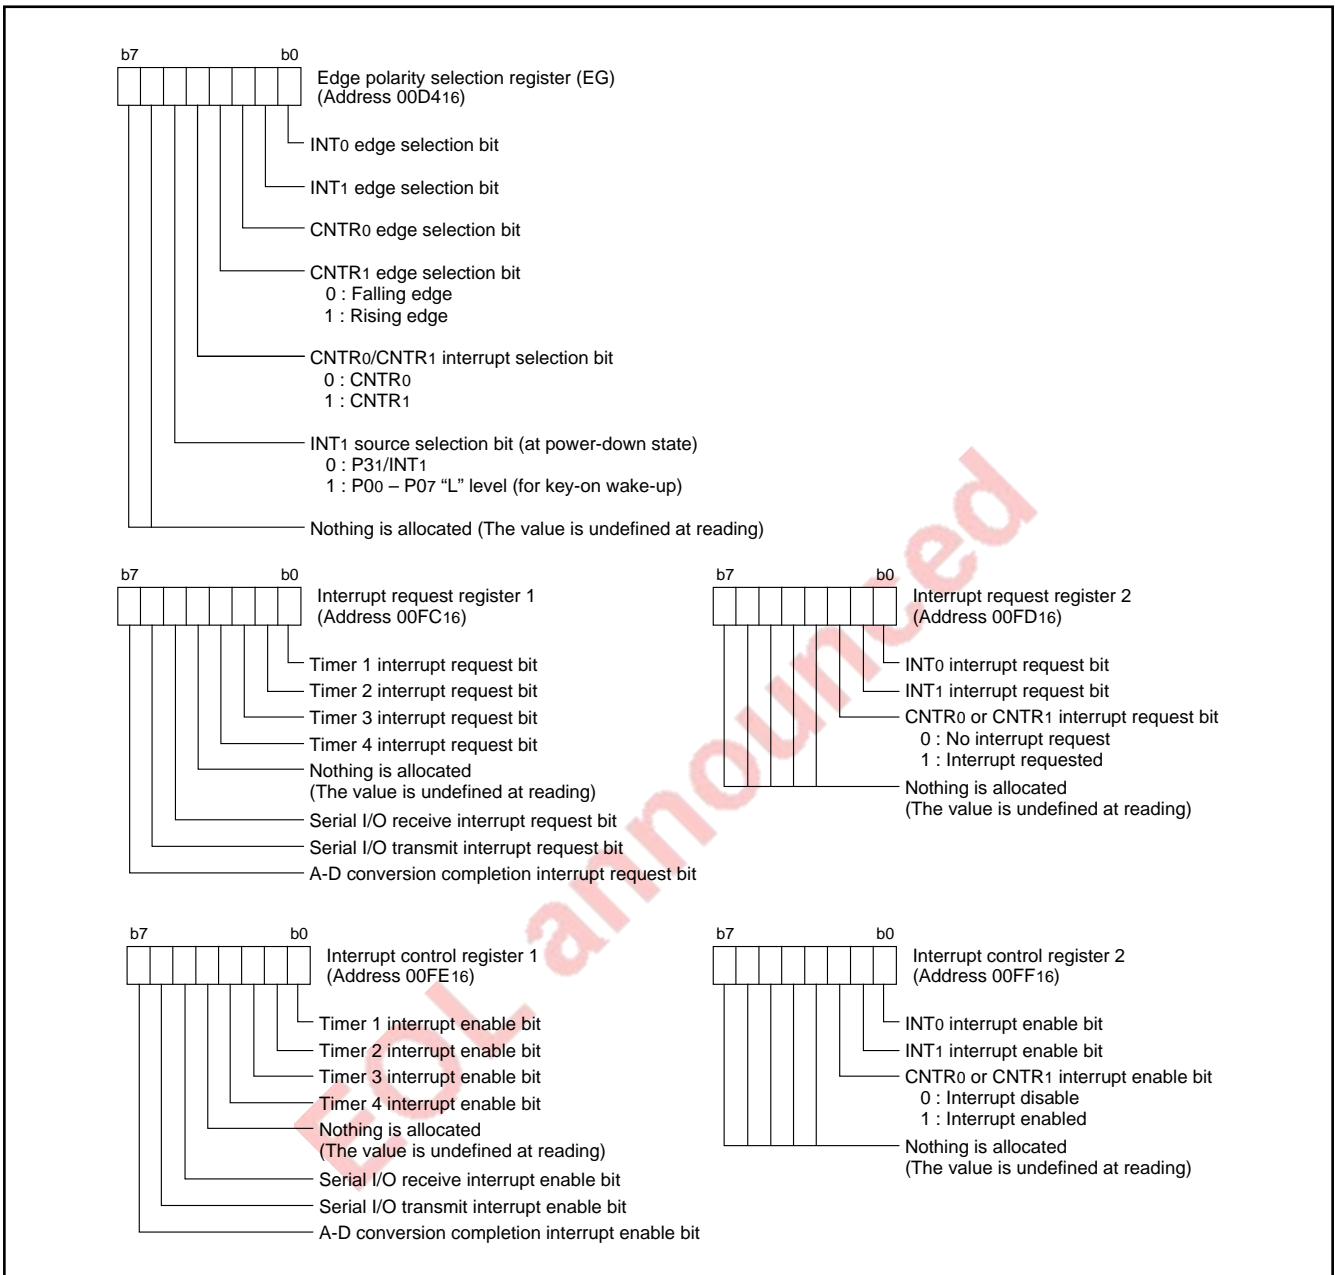 b7 b0
Edge polarity selection register (EG)
(Address 00D416)
INT0 edge selection bit
INT1 edge selection bit
CNTR0 edge selection bit
CNTR1 edge selection bit
0 : Falling edge
1 : Rising edge
CNTR0/CNTR1 interrupt selection bit
0 : CNTR0
1 : CNTR1
INT1 source selection bit (at power-down state)
0 : P31/INT1
1 : P00 – P07 “L” level (for key-on wake-up)
Nothing is allocated (The value is undefined at reading)
b7 b0
Interrupt request register 1
(Address 00FC16)
Timer 1 interrupt request bit
Timer 2 interrupt request bit
Timer 3 interrupt request bit
Timer 4 interrupt request bit
Nothing is allocated
(The value is undefined at reading)
Serial I/O receive interrupt request bit
Serial I/O transmit interrupt request bit
A-D conversion completion interrupt request bit
b7 b0
Interrupt request register 2
(Address 00FD16)
INT0 interrupt request bit
INT1 interrupt request bit
CNTR0 or CNTR1 interrupt request bit
0 : No interrupt request
1 : Interrupt requested
Nothing is allocated
(The value is undefined at reading)
b7 b0
Interrupt control register 1
(Address 00FE16)
Timer 1 interrupt enable bit
Timer 2 interrupt enable bit
Timer 3 interrupt enable bit
Timer 4 interrupt enable bit
Nothing is allocated
(The value is undefined at reading)
Serial I/O receive interrupt enable bit
Serial I/O transmit interrupt enable bit
A-D conversion completion interrupt enable bit
b7 b0
Interrupt control register 2
(Address 00FF16)
INT0 interrupt enable bit
INT1 interrupt enable bit
CNTR0 or CNTR1 interrupt enable bit
0 : Interrupt disable
1 : Interrupt enabled
Nothing is allocated
(The value is undefined at reading)
EOL announced